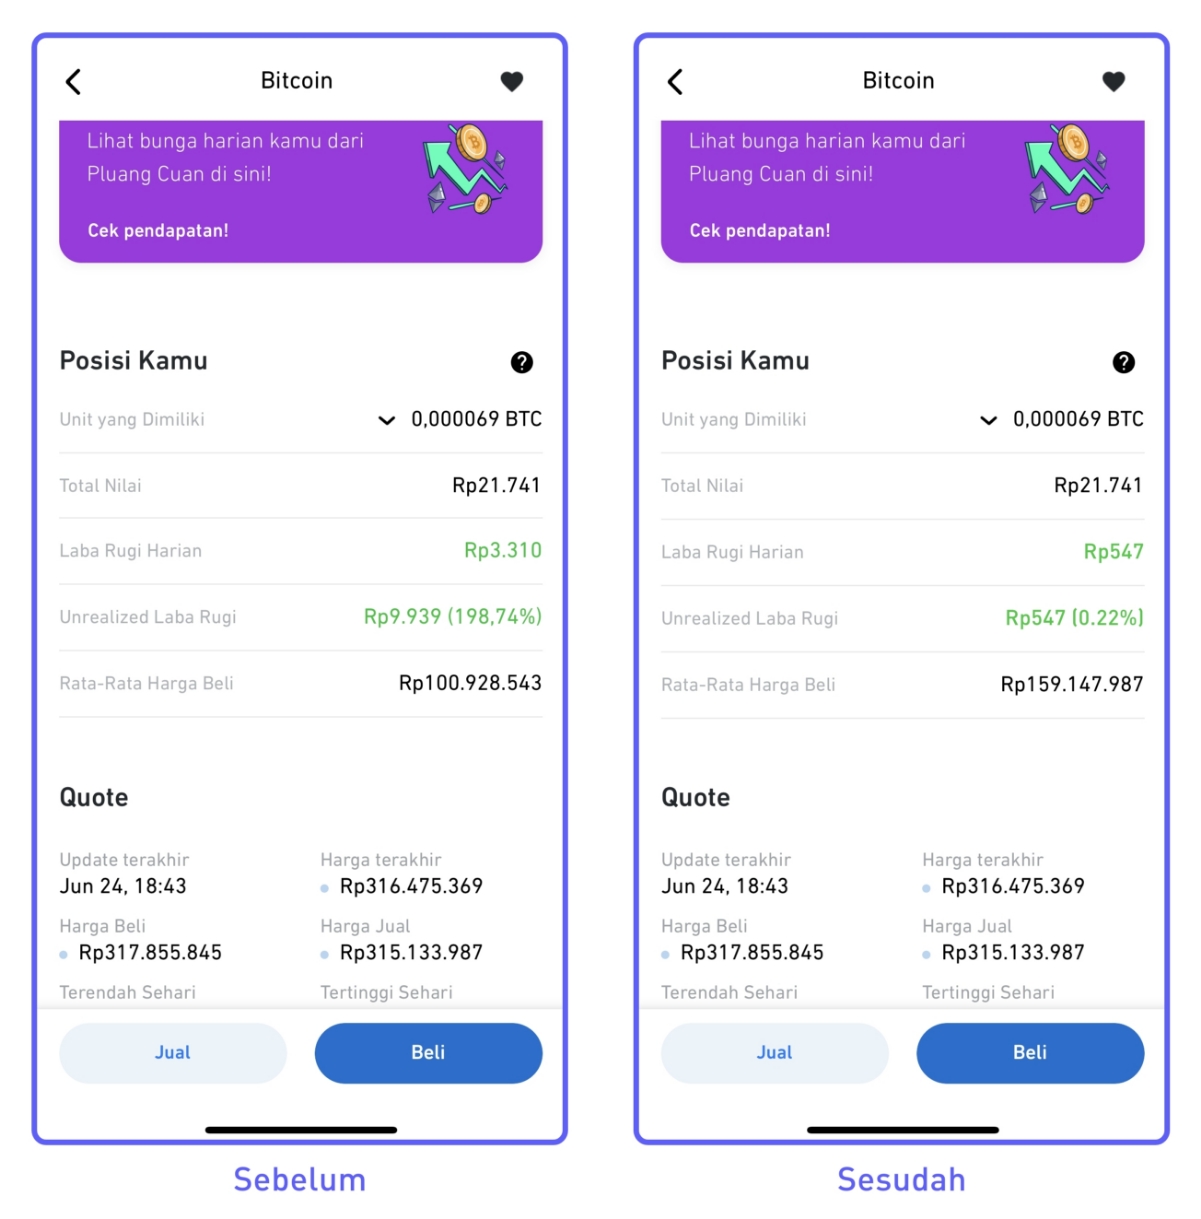 Bitcoin
Lihat bunga harian kamu dari
Pluang Cuan di sini!
Cek pendapatan!
Posisi Kamu
Unit yang Dimiliki 0,000069 BTC
Total Nilai Rp21.741
Laba Rugi Harian Rp3.310
Unrealized Laba Rugi Rp9.939 (198,74%)
Rata-Rata Harga Beli Rp100.928.543
Quote
Update terakhir Harga terakhir
Jun 24, 18:43 Rp316.475.369
Harga Beli Harga Jual
Rp317.855.845 Rp315.133.987
Terendah Sehari Tertinggi Sehari
Jual Beli
Sebelum
Bitcoin
Lihat bunga harian kamu dari
Pluang Cuan di sini!
Cek pendapatan!
Posisi Kamu
Unit yang Dimiliki 0,000069 BTC
Total Nilai Rp21.741
Laba Rugi Harian Rp547
Unrealized Laba Rugi Rp547 (0.22%)
Rata-Rata Harga Beli Rp159.147.987
Quote
Update terakhir Harga terakhir
Jun 24, 18:43 Rp316.475.369
Harga Beli Harga Jual
Rp317.855.845 Rp315.133.987
Terendah Sehari Tertinggi Sehari
Jual Beli
Sesudah